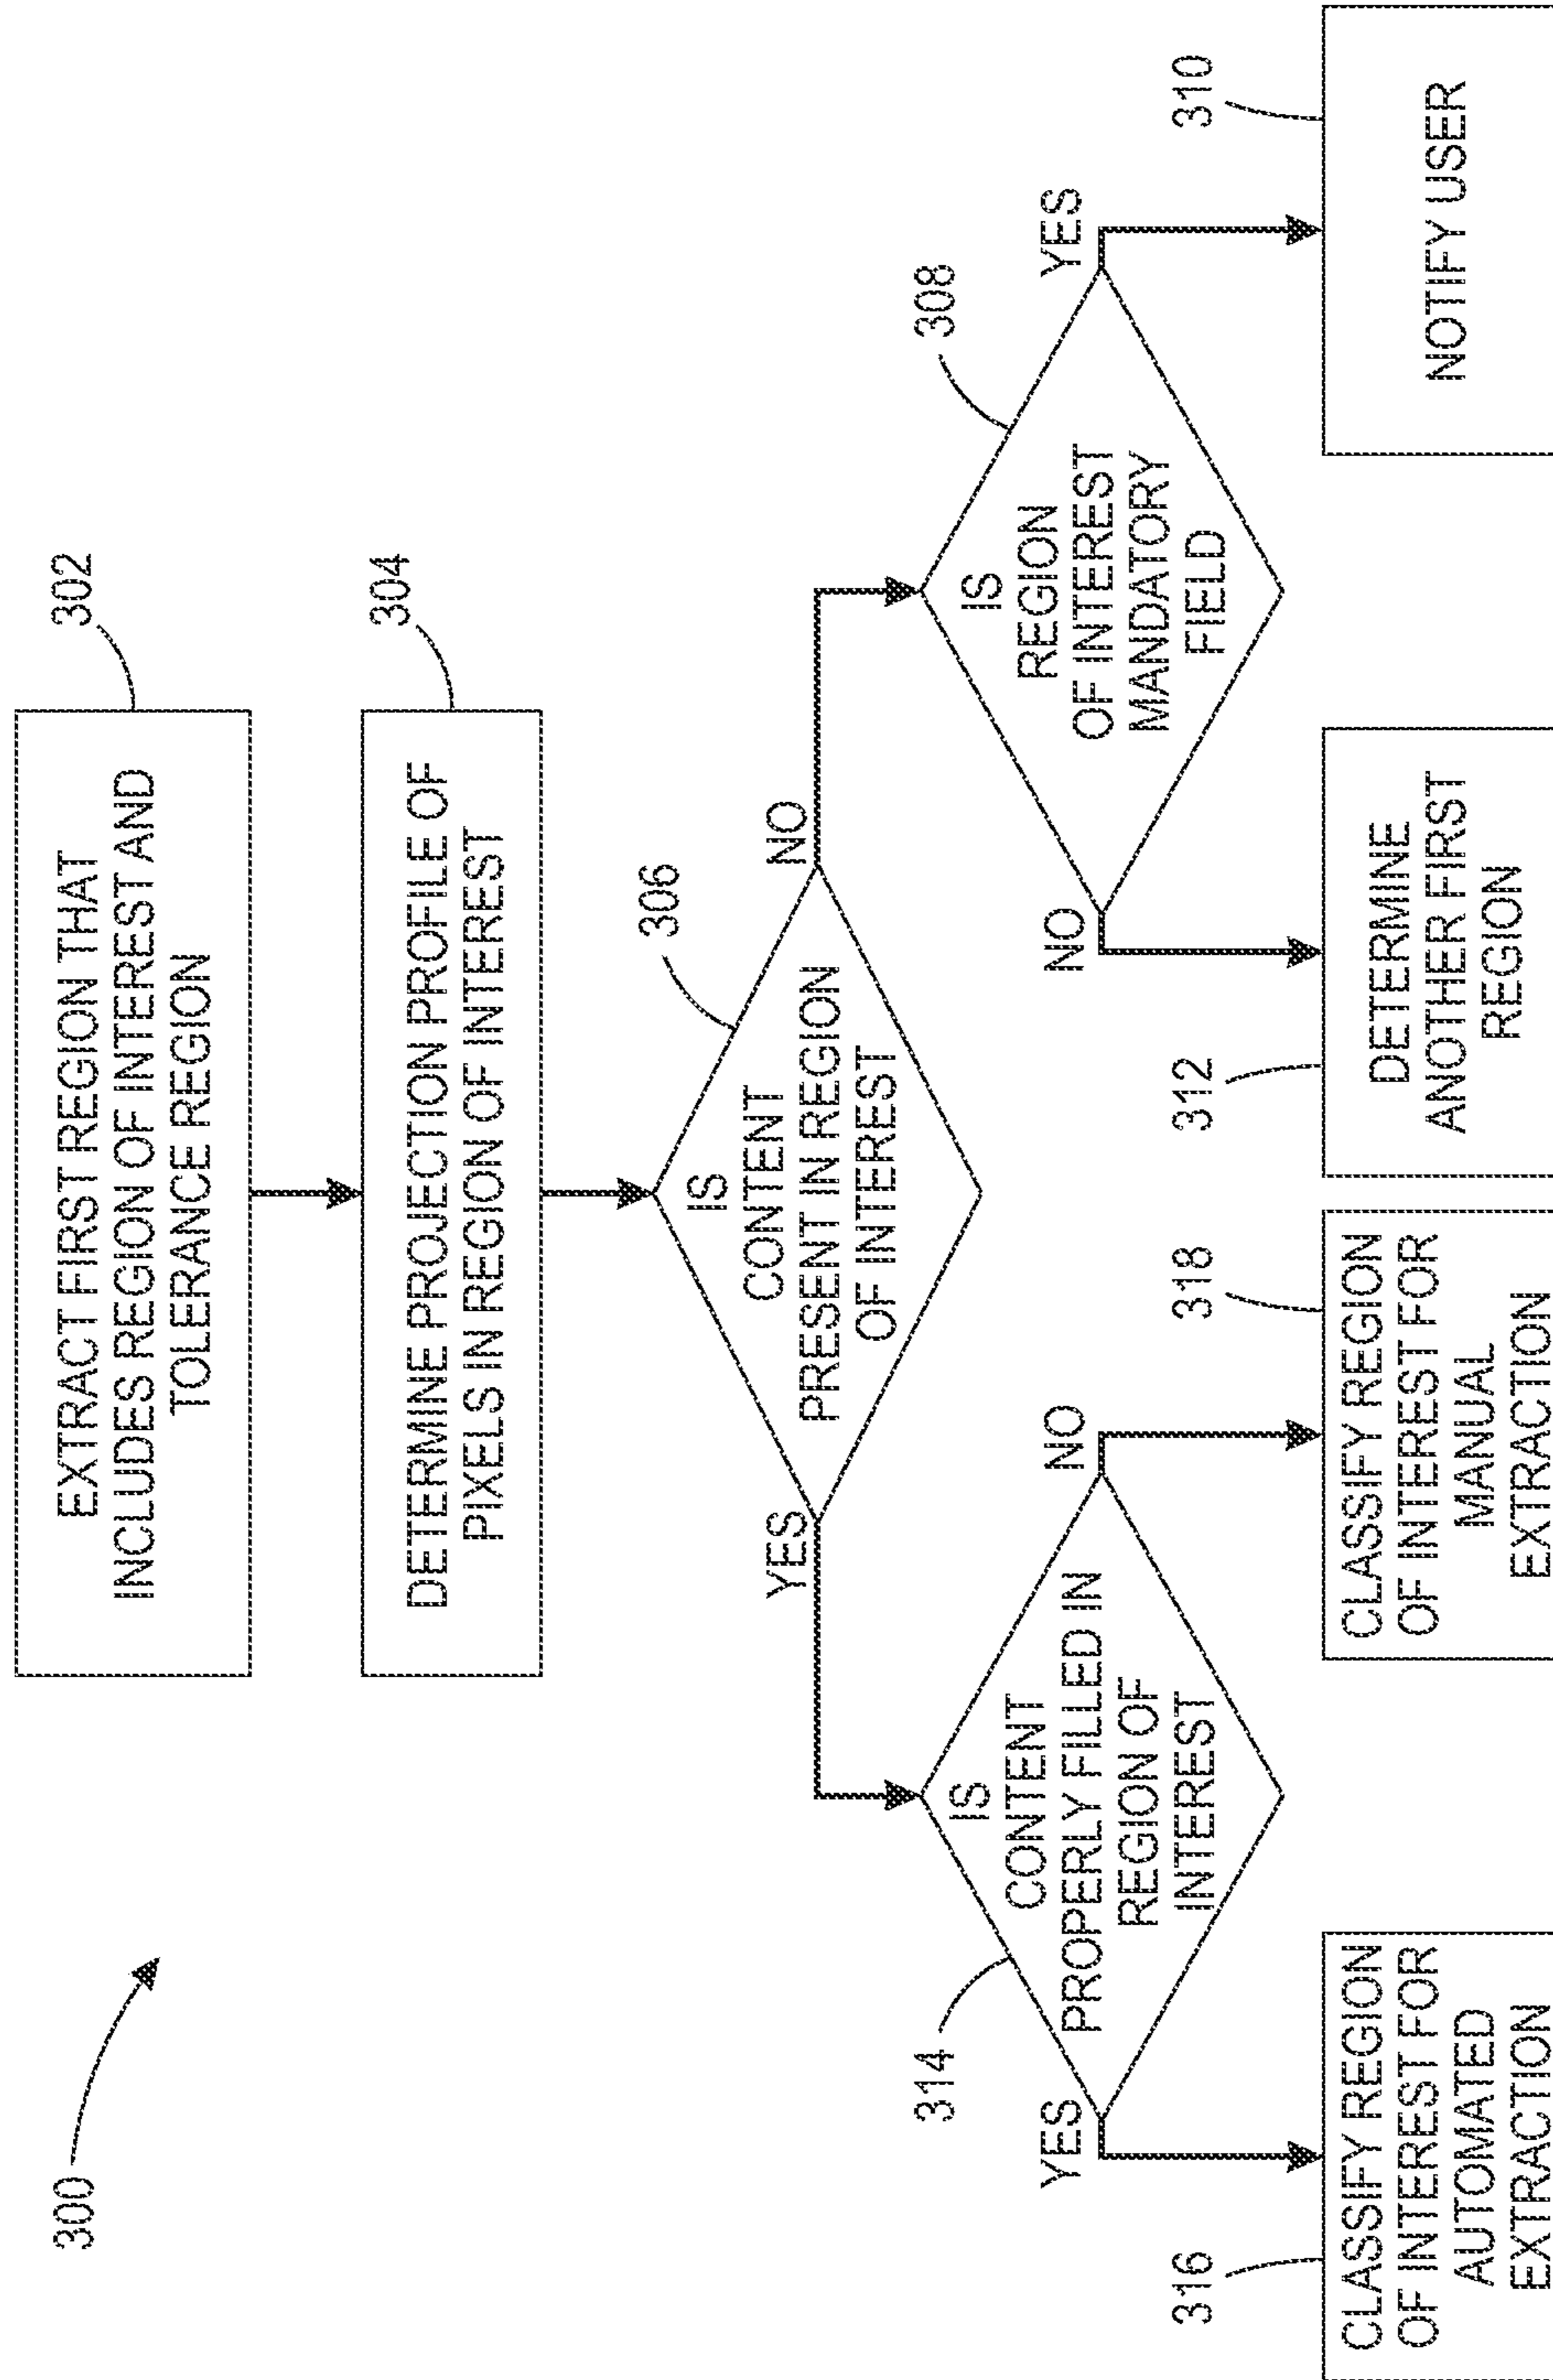 300
EXTRACT FIRST REGION THAT
INCLUDES REGION OF INTEREST AND
TOLERANCE REGION
302
DETERMINE PROJECTION PROFILE OF
PIXELS IN REGION OF INTEREST
304
IS
CONTENT
PRESENT IN REGION
OF INTEREST
306
YES
NO
314
IS
CONTENT
PROPERLY FILLED IN
REGION OF
INTEREST
YES
NO
IS
REGION
OF INTEREST
MANDATORY
FIELD
308
NO
YES
316
CLASSIFY REGION
OF INTEREST FOR
AUTOMATED
EXTRACTION
318
CLASSIFY REGION
OF INTEREST FOR
MANUAL
EXTRACTION
312
DETERMINE
ANOTHER FIRST
REGION
310
NOTIFY USER